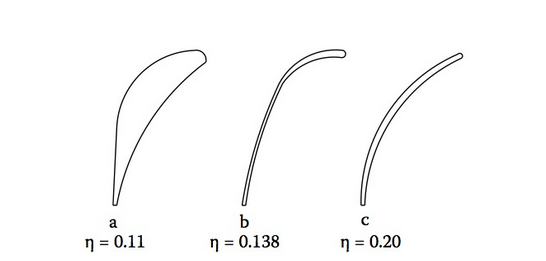 a b c
η = 0.11 η = 0.138 η = 0.20